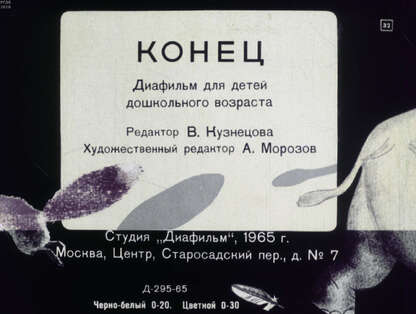 32
КОНЕЦ
Диафильм для детей
дошкольного возраста
Редактор В. Кузнецова
Художественный редактор А. Морозов
Студия „Диафильм“, 1965 г.
Москва, Центр, Старосадский пер., д. № 7
Д-295-65
Черно-белый 0-20. Цветной 0-30